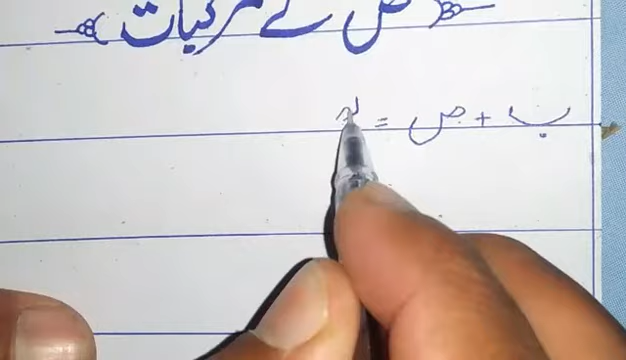 ص کے مرکبات
ب + ص =